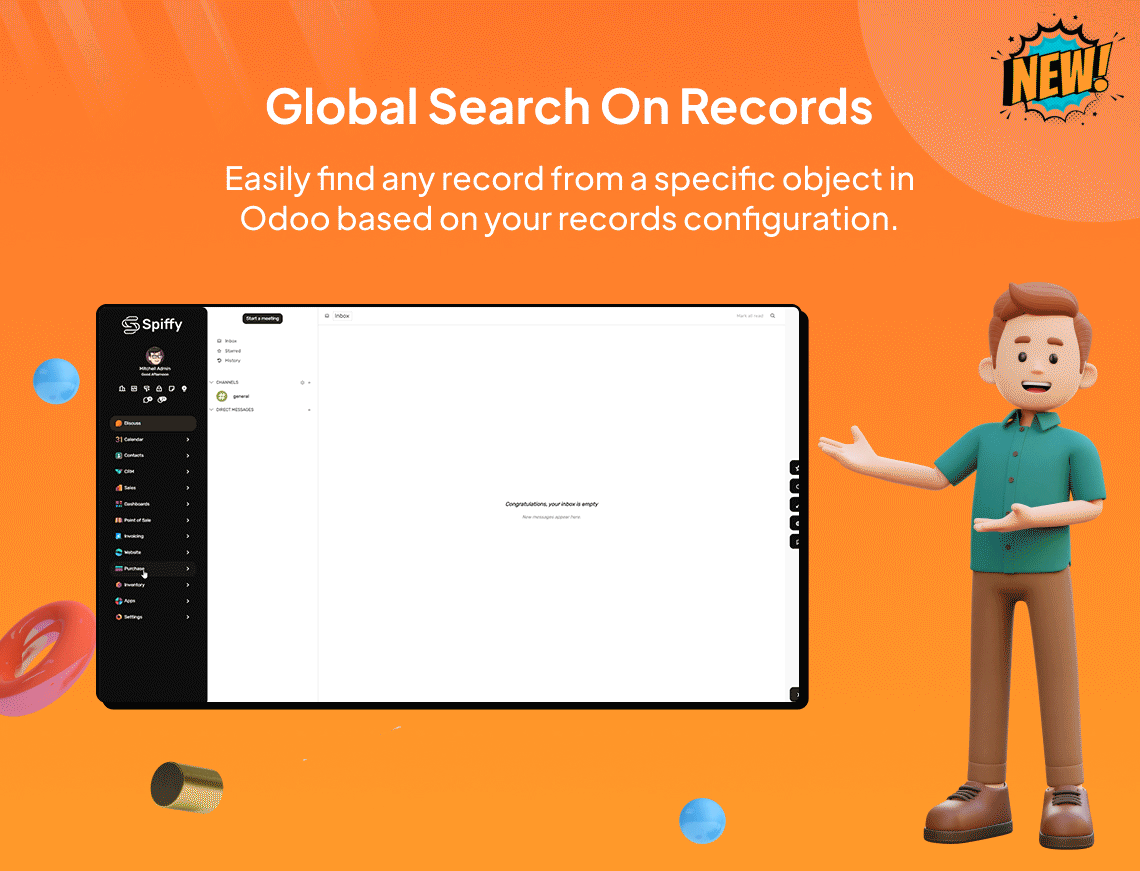 NEW!
Global Search On Records
Easily find any record from a specific object in
Odoo based on your records configuration.
Spiffy
Mitchell Admin
Good Afternoon
Discuss
31 Calendar
Contacts
CRM
Sales
Dashboards
Point of Sale
Invoicing
Website
Purchase
Inventory
Apps
Settings
Start a meeting
Inbox
Starred
History
CHANNELS
# general
DIRECT MESSAGES
Inbox
Mark all read
Congratulations, your inbox is empty
New messages appear here.